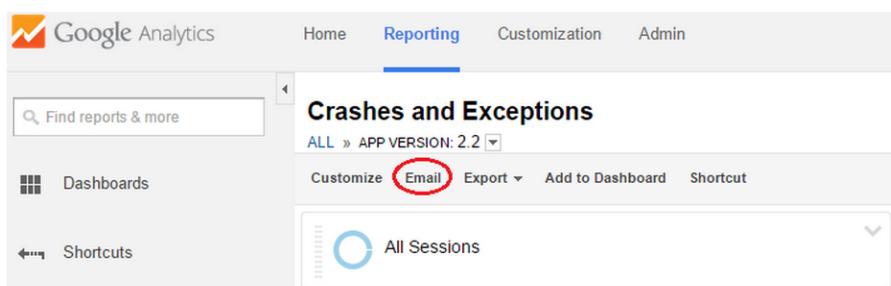 Google Analytics
Home Reporting Customization Admin
Find reports & more
Dashboards
Shortcuts
Crashes and Exceptions
ALL » APP VERSION: 2.2
Customize Email Export Add to Dashboard Shortcut
All Sessions